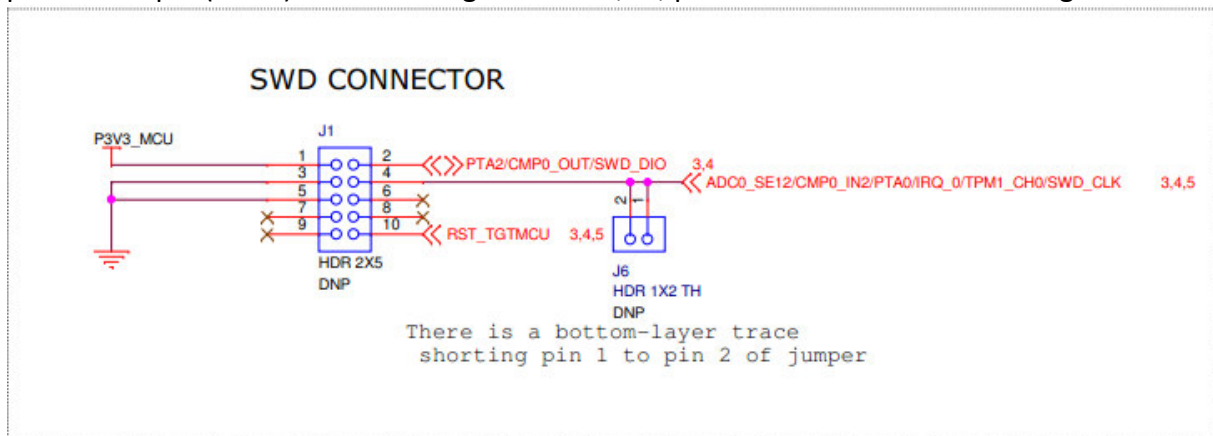 SWD CONNECTOR
P3V3_MCU
J1
1
2
PTA2/CMP0_OUT/SWD_DIO 3,4
3
4
ADC0_SE12/CMP0_IN2/PTA0/IRQ_0/TPM1_CH0/SWD_CLK 3,4,5
5
6
7
8
9
10
RST_TGTMCU 3,4,5
2
1
HDR 2X5
DNP
J6
HDR 1X2 TH
DNP
There is a bottom-layer trace
shorting pin 1 to pin 2 of jumper